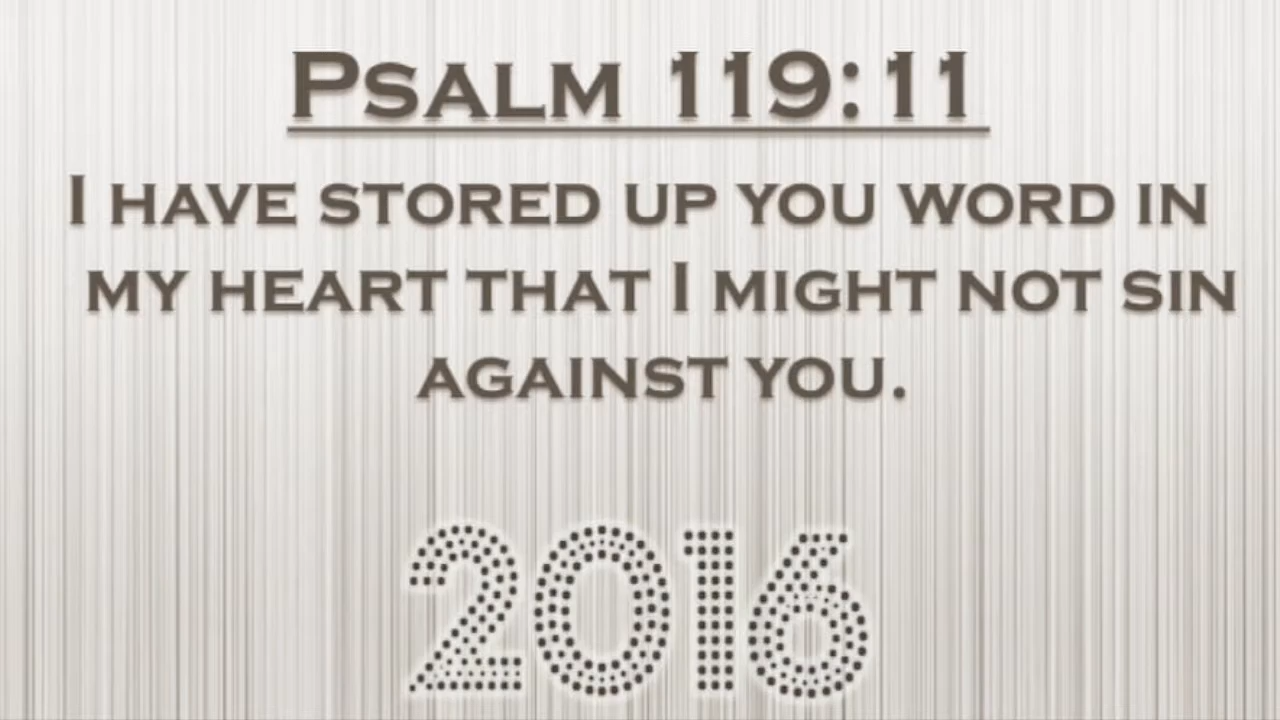 Psalm 119:11
I have stored up you word in
my heart that I might not sin
against you.
2016